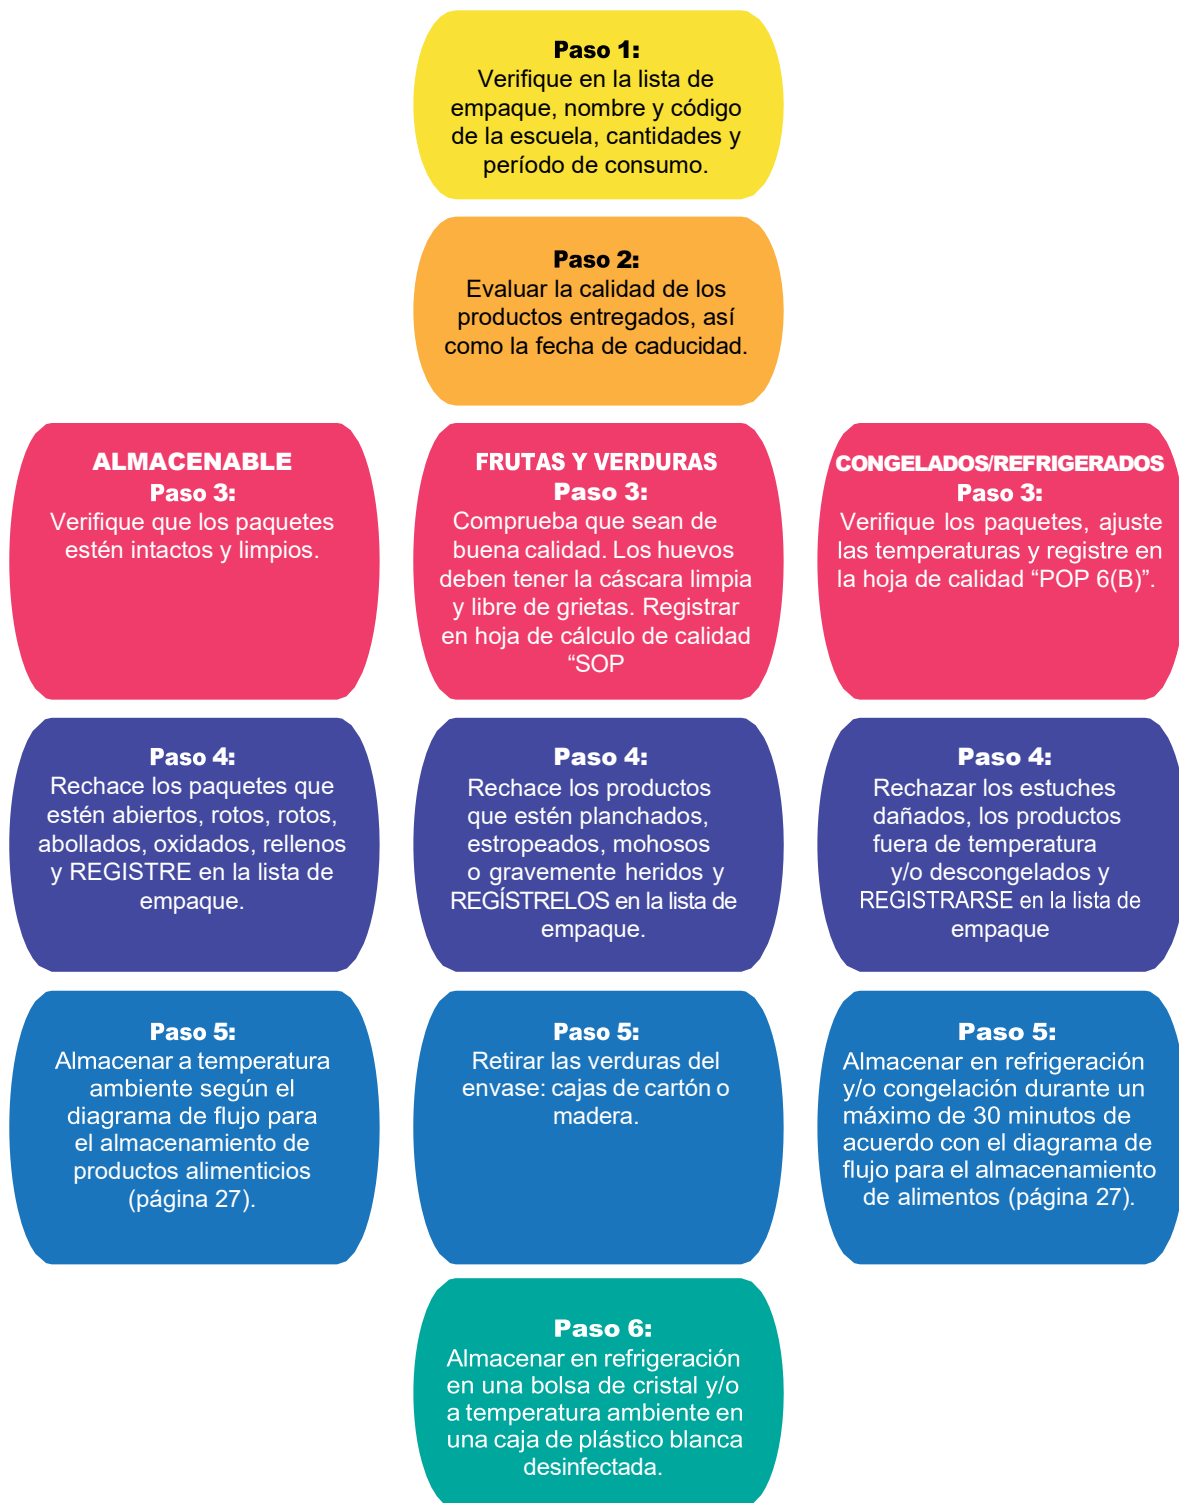 Paso 1:
Verifique en la lista de
empaque, nombre y código
de la escuela, cantidades y
período de consumo.
Paso 2:
Evaluar la calidad de los
productos entregados, así
como la fecha de caducidad.
ALMACENABLE
Paso 3:
Verifique que los paquetes
estén intactos y limpios.
FRUTAS Y VERDURAS
Paso 3:
Comprueba que sean de
buena calidad. Los huevos
deben tener la cáscara limpia
y libre de grietas. Registrar
en hoja de cálculo de calidad
“SOP
CONGELADOS/REFRIGERADOS
Paso 3:
Verifique los paquetes, ajuste
las temperaturas y registre en
la hoja de calidad “POP 6(B)”.
Paso 4:
Rechace los paquetes que
estén abiertos, rotos, rotos,
abollados, oxidados, rellenos
y REGISTRE en la lista de
empaque.
Paso 4:
Rechace los productos
que estén planchados,
estropeados, mohosos
o gravemente heridos y
REGÍSTRELOS en la lista de
empaque.
Paso 4:
Rechazar los estuches
dañados, los productos
fuera de temperatura
y/o descongelados y
REGISTRARSE en la lista de
empaque
Paso 5:
Almacenar a temperatura
ambiente según el
diagrama de flujo para
el almacenamiento de
productos alimenticios
(página 27).
Paso 5:
Retirar las verduras del
envase: cajas de cartón o
madera.
Paso 5:
Almacenar en refrigeración
y/o congelación durante un
máximo de 30 minutos de
acuerdo con el diagrama de
flujo para el almacenamiento
de alimentos (página 27).
Paso 6:
Almacenar en refrigeración
en una bolsa de cristal y/o
a temperatura ambiente en
una caja de plástico blanca
desinfectada.